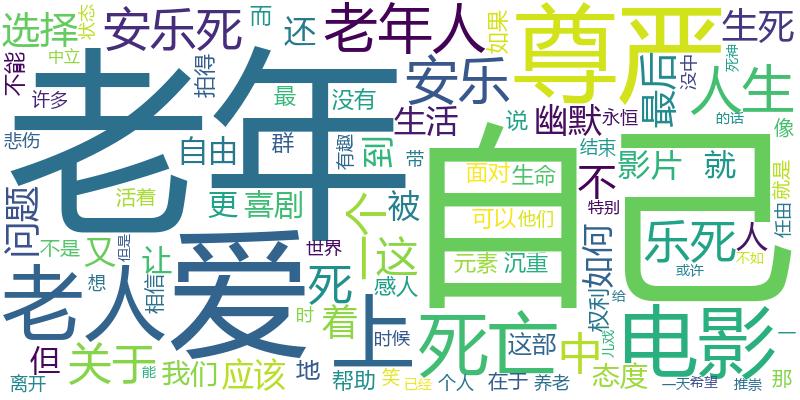 选择
状态
安乐死
而
还
老年人
如果
尊严
生死
不能
中立
拍得
安乐
最后
死神
没中
许多
老年
最
没有
生活
说
幽默
永恒
人生
的话
悲伤
自由
群
有趣
到
带
自己
结束
像
问题
活着
更
喜剧
一个
被
面对
生命
不
影片
就
就是
任由
可以
他们
特别
不是
又
但是
让
爱
世界
这
元素
沉重
如何
乐死
人
不如
或许
老人
想
相信
死
感人
权利
给
上
时
着
时候
死亡
这部
中
儿戏
电影
一
但
关于
能
我们
应该
地
帮助
笑
已经
个人
在于
养老
态度
一天
希望
推崇
那
离开